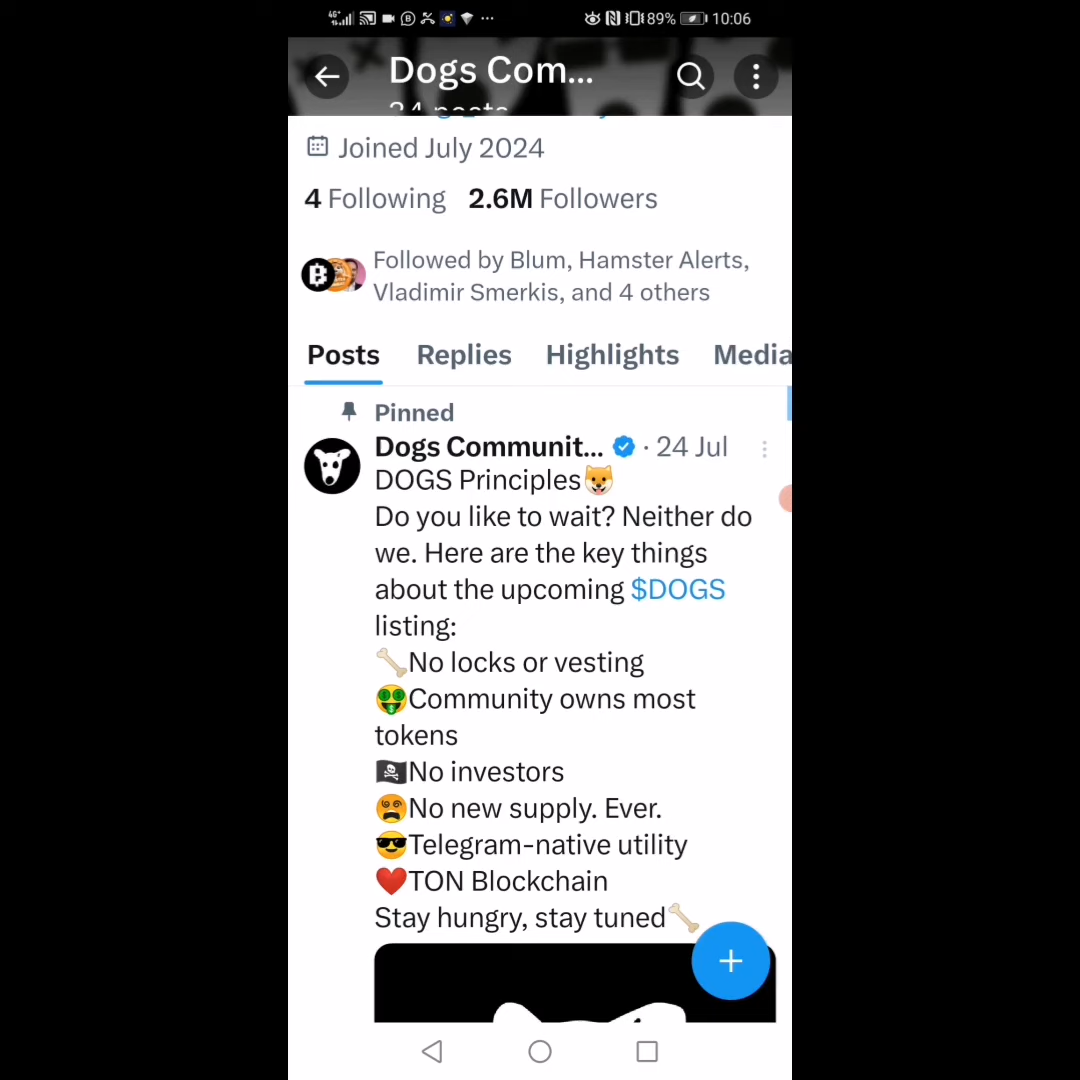 4G 89% 10:06
Dogs Com...
24 posts
Joined July 2024
4 Following 2.6M Followers
Followed by Blum, Hamster Alerts,
Vladimir Smerkis, and 4 others
Posts Replies Highlights Media
Pinned
Dogs Communit... · 24 Jul
DOGS Principles🐶
Do you like to wait? Neither do
we. Here are the key things
about the upcoming $DOGS
listing:
🦴No locks or vesting
🤑Community owns most
tokens
🏴‍☠️No investors
😵‍💫No new supply. Ever.
😎Telegram-native utility
❤️TON Blockchain
Stay hungry, stay tuned🦴